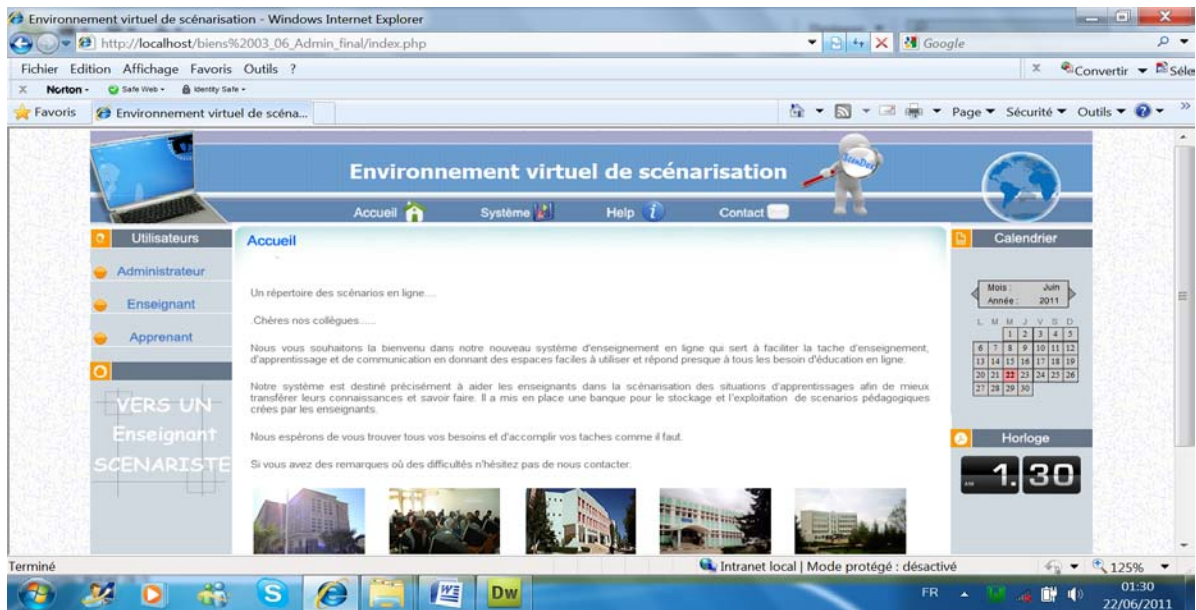 Environnement virtuel de scénarisation - Windows Internet Explorer
http://localhost/biens%2003_06_Admin_final/index.php
Google
Fichier Edition Affichage Favoris Outils ?
Convertir Séle
X Norton - Safe Web - Identity Safe -
Favoris Environnement virtuel de scéna...
Page Sécurité Outils
Environnement virtuel de scénarisation
ScenDev
Accueil Système Help Contact
Utilisateurs
Administrateur
Enseignant
Apprenant
VERS UN
Enseignant
SCENARISTE
Accueil
Un répertoire des scénarios en ligne....
.Chères nos collègues......
Nous vous souhaitons la bienvenu dans notre nouveau système d'enseignement en ligne qui sert à faciliter la tache d'enseignement,
d'apprentissage et de communication en donnant des espaces faciles à utiliser et répond presque à tous les besoin d'éducation en ligne.
Notre système est destiné précisément à aider les enseignants dans la scénarisation des situations d'apprentissages afin de mieux
transférer leurs connaissances et savoir faire. Il a mis en place une banque pour le stockage et l'exploitation de scenarios pédagogiques
crées par les enseignants.
Nous espérons de vous trouver tous vos besoins et d'accomplir vos taches comme il faut.
Si vous avez des remarques où des difficultés n'hésitez pas de nous contacter.
Calendrier
Mois : Juin
Année : 2011
L M M J V S D
1 2 3 4 5
6 7 8 9 10 11 12
13 14 15 16 17 18 19
20 21 22 23 24 25 26
27 28 29 30
Horloge
AM 1. 30
Terminé
Intranet local | Mode protégé : désactivé
125%
Dw
FR
01:30
22/06/2011